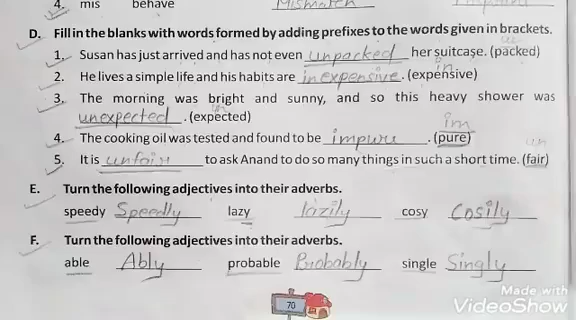 4. mis behave Mismatch
D. Fill in the blanks with words formed by adding prefixes to the words given in brackets.
1. Susan has just arrived and has not even unpacked her suitcase. (packed)
2. He lives a simple life and his habits are inexpensive. (expensive)
in
3. The morning was bright and sunny, and so this heavy shower was
unexpected. (expected)
im
4. The cooking oil was tested and found to be impure. (pure)
un
5. It is unfair to ask Anand to do so many things in such a short time. (fair)
E. Turn the following adjectives into their adverbs.
speedy Speedly lazy lazily cosy Cosily
F. Turn the following adjectives into their adverbs.
able Ably probable Probably single Singly
70
Made with
VideoShow